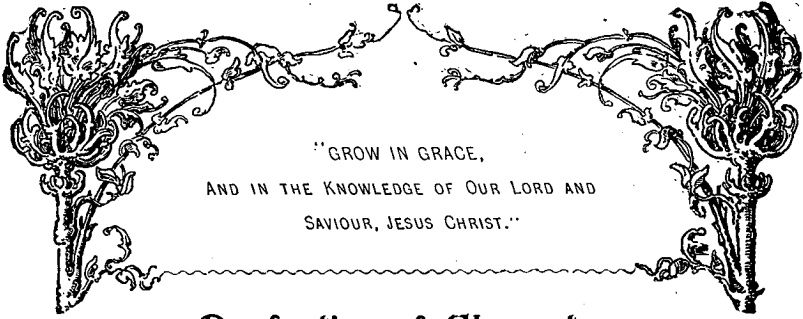 "GROW IN GRACE,
AND IN THE KNOWLEDGE OF OUR LORD AND
SAVIOUR, JESUS CHRIST."